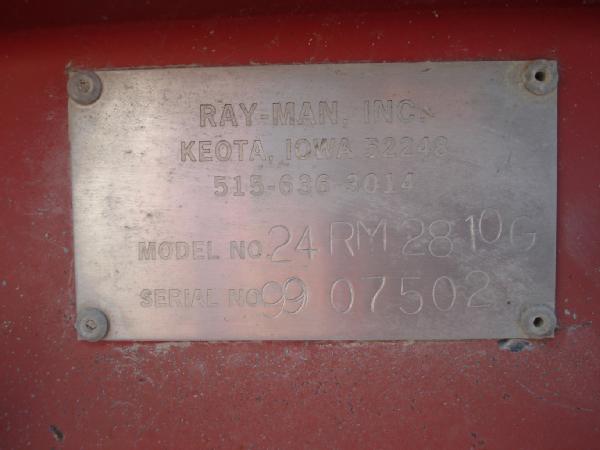 RAY-MAN, INC.
KEOTA, IOWA 52248
515-636-3014
MODEL NO. 24 RM 28 10 G
SERIAL NO. 99 07502